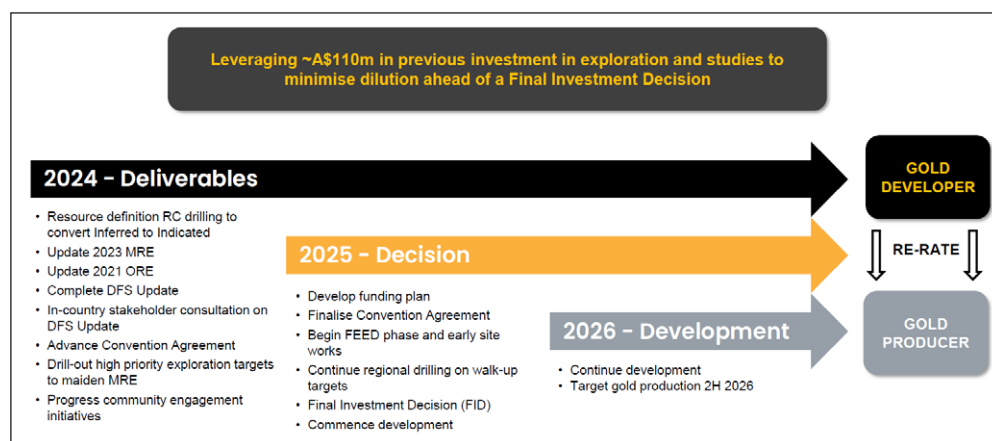 Leveraging ~A$110m in previous investment in exploration and studies to
minimise dilution ahead of a Final Investment Decision
2024 – Deliverables
GOLD
DEVELOPER
• Resource definition RC drilling to
convert Inferred to Indicated
• Update 2023 MRE
• Update 2021 ORE
• Complete DFS Update
• In-country stakeholder consultation on
DFS Update
• Advance Convention Agreement
• Drill-out high priority exploration targets
to maiden MRE
• Progress community engagement
initiatives
2025 – Decision
RE-RATE
• Develop funding plan
• Finalise Convention Agreement
• Begin FEED phase and early site
works
• Continue regional drilling on walk-up
targets
• Final Investment Decision (FID)
• Commence development
2026 – Development
GOLD
PRODUCER
• Continue development
• Target gold production 2H 2026